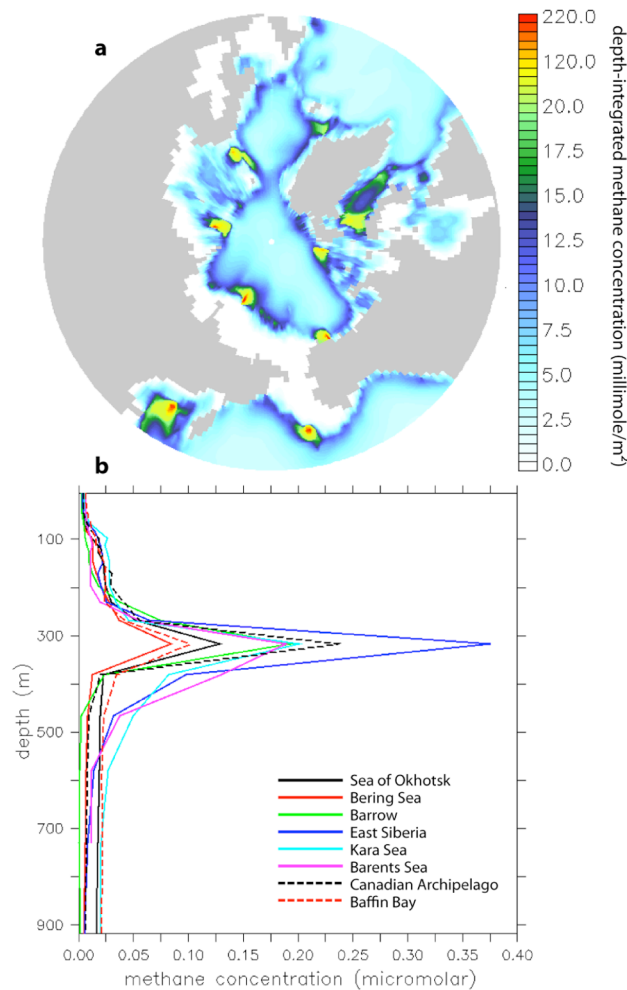 a
220.0
20.0
17.5
15.0
12.5
10.0
7.5
5.0
2.5
0.0
depth-integrated methane concentration (millimole/m²)
b
100
300
500
700
900
depth (m)
Sea of Okhotsk
Bering Sea
Barrow
East Siberia
Kara Sea
Barents Sea
Canadian Archipelago
Baffin Bay
0.00 0.05 0.10 0.15 0.20 0.25 0.30 0.35 0.40
methane concentration (micromolar)